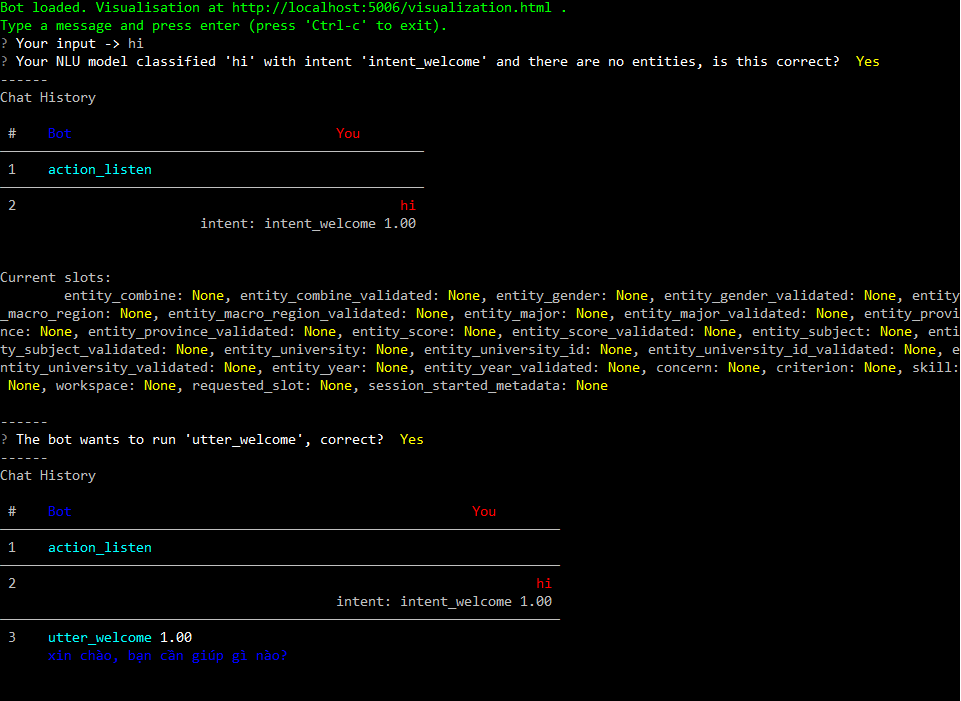 Bot loaded. Visualisation at http://localhost:5006/visualization.html .
Type a message and press enter (press 'Ctrl-c' to exit).
? Your input -> hi
? Your NLU model classified 'hi' with intent 'intent_welcome' and there are no entities, is this correct?  Yes
------
Chat History
#    Bot    You
1    action_listen
2    hi
intent: intent_welcome 1.00
Current slots:
entity_combine: None, entity_combine_validated: None, entity_gender: None, entity_gender_validated: None, entity
_macro_region: None, entity_macro_region_validated: None, entity_major: None, entity_major_validated: None, entity_provi
nce: None, entity_province_validated: None, entity_score: None, entity_score_validated: None, entity_subject: None, enti
ty_subject_validated: None, entity_university: None, entity_university_id: None, entity_university_id_validated: None, e
ntity_university_validated: None, entity_year: None, entity_year_validated: None, concern: None, criterion: None, skill:
None, workspace: None, requested_slot: None, session_started_metadata: None
------
? The bot wants to run 'utter_welcome', correct?  Yes
------
Chat History
#    Bot    You
1    action_listen
2    hi
intent: intent_welcome 1.00
3    utter_welcome 1.00
xin chào, bạn cần giúp gì nào?